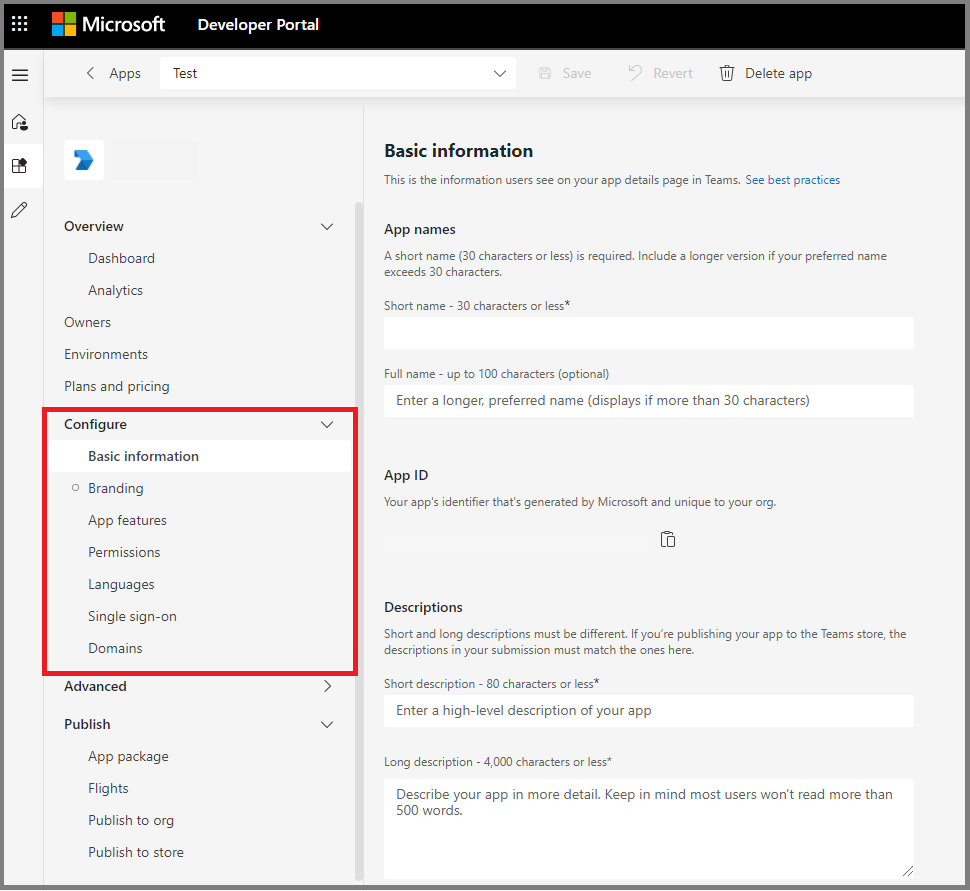 Microsoft Developer Portal
Apps Test Save Revert Delete app
Overview
Dashboard
Analytics
Owners
Environments
Plans and pricing
Configure
Basic information
Branding
App features
Permissions
Languages
Single sign-on
Domains
Advanced
Publish
App package
Flights
Publish to org
Publish to store
Basic information
This is the information users see on your app details page in Teams. See best practices
App names
A short name (30 characters or less) is required. Include a longer version if your preferred name
exceeds 30 characters.
Short name - 30 characters or less*
Full name - up to 100 characters (optional)
Enter a longer, preferred name (displays if more than 30 characters)
App ID
Your app's identifier that's generated by Microsoft and unique to your org.
Descriptions
Short and long descriptions must be different. If you're publishing your app to the Teams store, the
descriptions in your submission must match the ones here.
Short description - 80 characters or less*
Enter a high-level description of your app
Long description - 4,000 characters or less*
Describe your app in more detail. Keep in mind most users won't read more than
500 words.